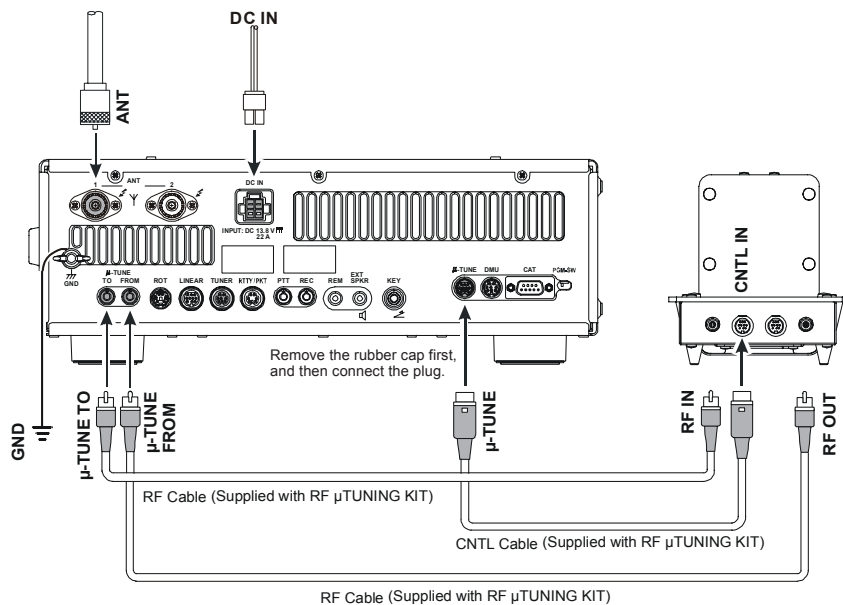 DC IN
ANT
1 ANT 2
DC IN
INPUT: DC 13.8 V
22 A
GND
µ-TUNE
TO FROM ROT LINEAR TUNER RTTY/PKT PTT REC REM EXT SPKR KEY
µ-TUNE DMU CAT PGM-SW
CNTL IN
Remove the rubber cap first,
and then connect the plug.
GND
µ-TUNE TO
µ-TUNE
FROM
µ-TUNE
RF IN
RF OUT
RF Cable (Supplied with RF µTUNING KIT)
CNTL Cable (Supplied with RF µTUNING KIT)
RF Cable (Supplied with RF µTUNING KIT)